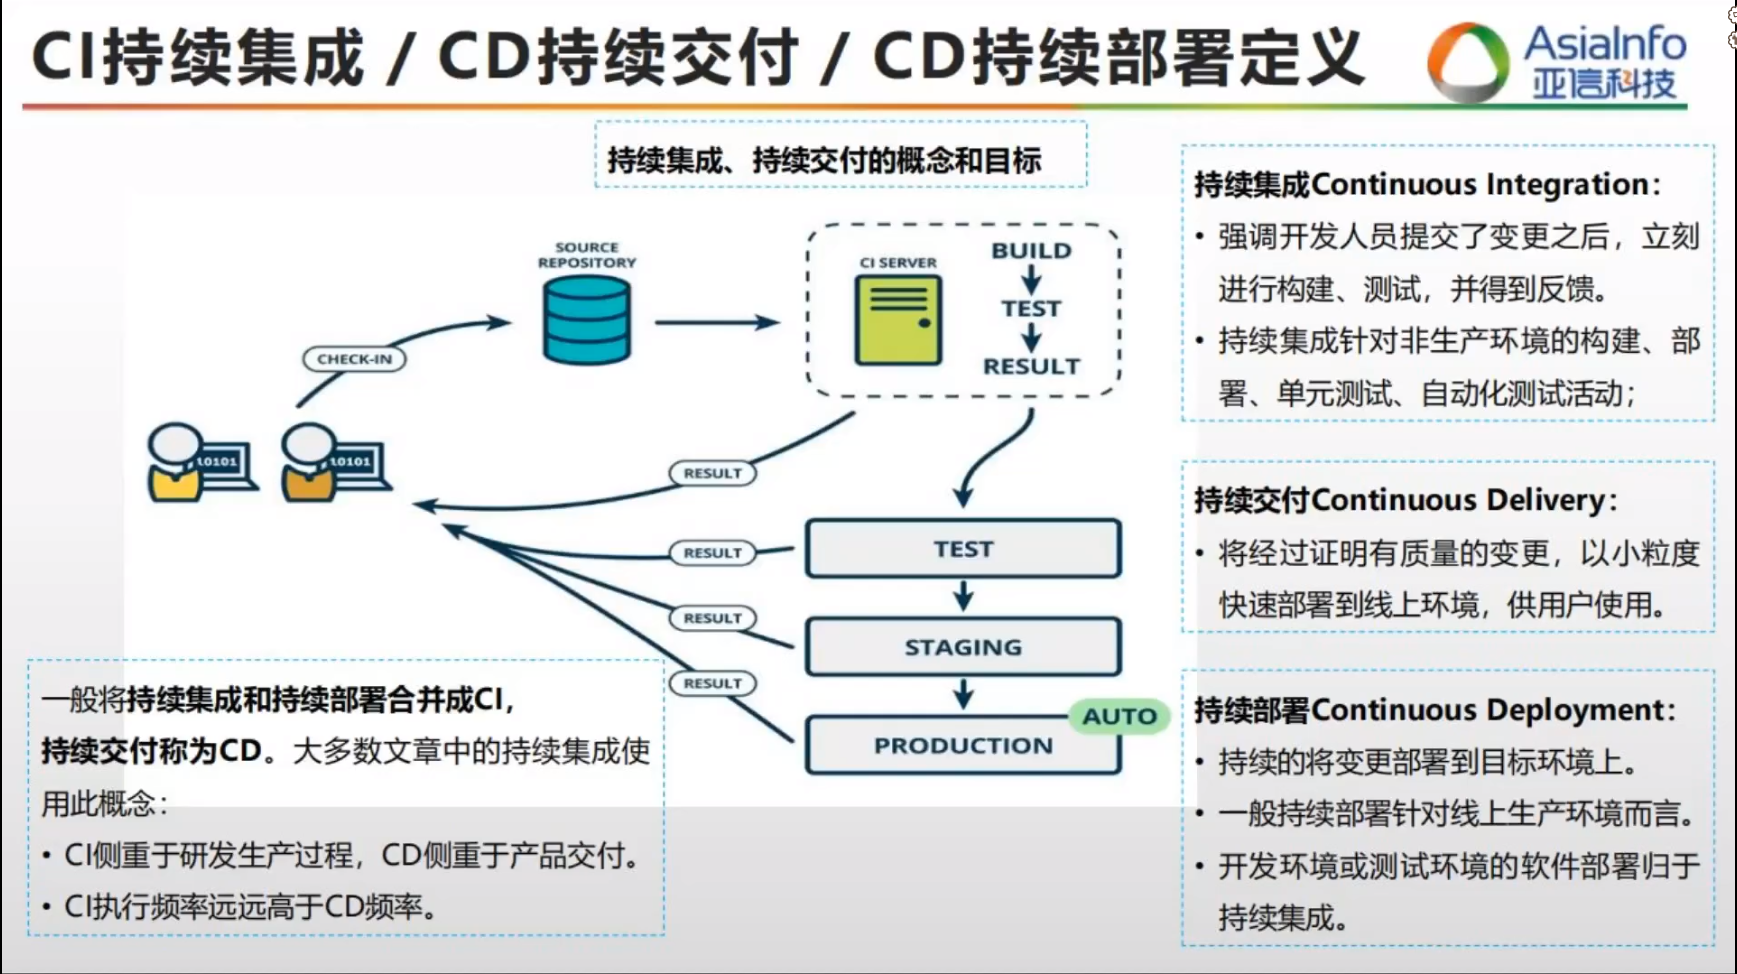 CI持续集成 / CD持续交付 / CD持续部署定义
AsiaInfo
亚信科技
持续集成、持续交付的概念和目标
SOURCE
REPOSITORY
CI SERVER
BUILD
TEST
RESULT
CHECK-IN
10101
10101
RESULT
RESULT
RESULT
RESULT
TEST
STAGING
AUTO
PRODUCTION
一般将持续集成和持续部署合并成CI，
持续交付称为CD。大多数文章中的持续集成使
用此概念：
• CI侧重于研发生产过程，CD侧重于产品交付。
• CI执行频率远远高于CD频率。
持续集成Continuous Integration：
• 强调开发人员提交了变更之后，立刻
进行构建、测试，并得到反馈。
• 持续集成针对非生产环境的构建、部
署、单元测试、自动化测试活动；
持续交付Continuous Delivery：
• 将经过证明有质量的变更，以小粒度
快速部署到线上环境，供用户使用。
持续部署Continuous Deployment：
• 持续的将变更部署到目标环境上。
• 一般持续部署针对线上生产环境而言。
• 开发环境或测试环境的软件部署归于
持续集成。